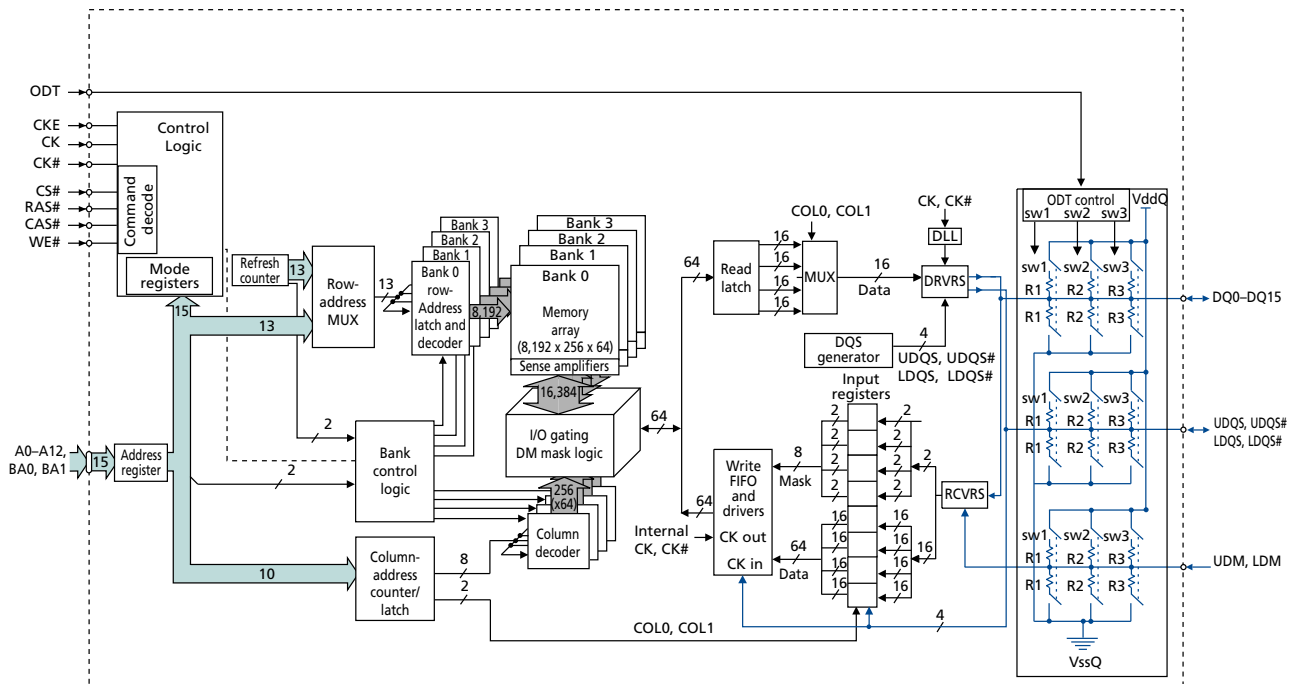 ODT
CKE
CK
CK#
CS#
RAS#
CAS#
WE#
Control
Logic
Command
decode
Mode
registers
15
Refresh
counter
13
13
Row-
address
MUX
13
Bank 3
Bank 2
Bank 1
Bank 0
row-
Address
latch and
decoder
8,192
Bank 3
Bank 2
Bank 1
Bank 0
Memory
array
(8,192 x 256 x 64)
Sense amplifiers
16,384
I/O gating
DM mask logic
64
256
(x64)
Column
decoder
A0–A12,
BA0, BA1
15
Address
register
2
2
Bank
control
logic
10
Column-
address
counter/
latch
8
2
COL0, COL1
64
Read
latch
16
16
16
16
COL0, COL1
MUX
16
Data
CK, CK#
DLL
DRVRS
DQS
generator
4
UDQS, UDQS#
LDQS, LDQS#
Input
registers
64
Internal
CK, CK#
Write
FIFO
and
drivers
CK out
CK in
8
Mask
64
Data
2
2
2
2
2
2
2
2
2
16
16
16
16
16
16
16
16
16
RCVRS
4
ODT control
VddQ
sw1
sw2
sw3
sw1
sw2
sw3
R1
R2
R3
R1
R2
R3
sw1
sw2
sw3
R1
R2
R3
R1
R2
R3
sw1
sw2
sw3
R1
R2
R3
R1
R2
R3
VssQ
DQ0–DQ15
UDQS, UDQS#
LDQS, LDQS#
UDM, LDM